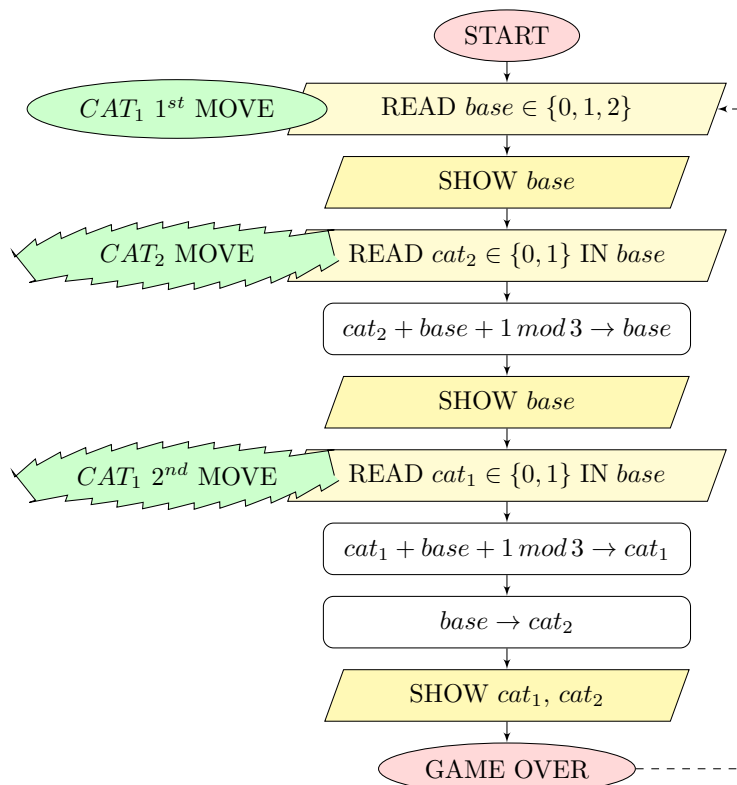 START
CAT₁ 1ˢᵗ MOVE
READ base ∈ {0, 1, 2}
SHOW base
CAT₂ MOVE
READ cat₂ ∈ {0, 1} IN base
cat₂ + base + 1 mod 3 → base
SHOW base
CAT₁ 2ⁿᵈ MOVE
READ cat₁ ∈ {0, 1} IN base
cat₁ + base + 1 mod 3 → cat₁
base → cat₂
SHOW cat₁, cat₂
GAME OVER